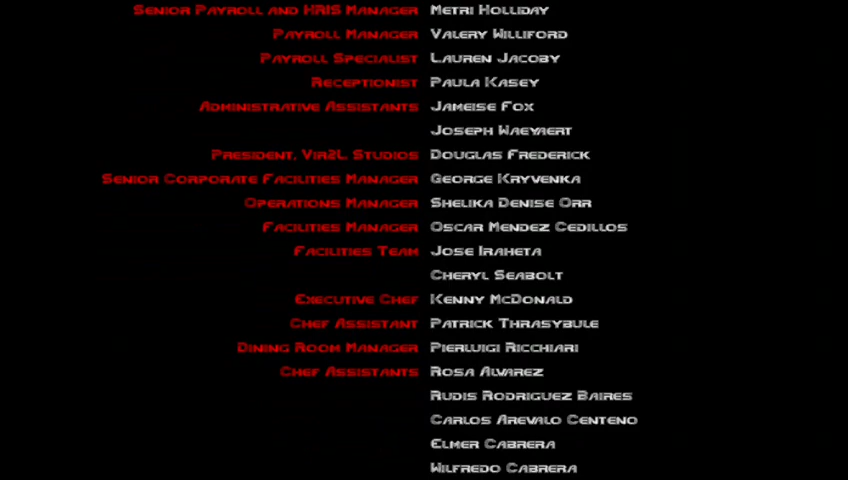 Senior Payroll and HRIS Manager Metri Holliday
Payroll Manager Valery Williford
Payroll Specialist Lauren Jacoby
Receptionist Paula Kasey
Administrative Assistants Jameise Fox
Joseph Waeyaert
President, Vir2L Studios Douglas Frederick
Senior Corporate Facilities Manager George Kryvenka
Operations Manager Shelika Denise Orr
Facilities Manager Oscar Mendez Cedillos
Facilities Team Jose Iraheta
Cheryl Seabolt
Executive Chef Kenny McDonald
Chef Assistant Patrick Thrasybule
Dining Room Manager Pierluigi Ricchiari
Chef Assistants Rosa Alvarez
Rudis Rodriguez Baires
Carlos Arevalo Centeno
Elmer Cabrera
Wilfredo Cabrera